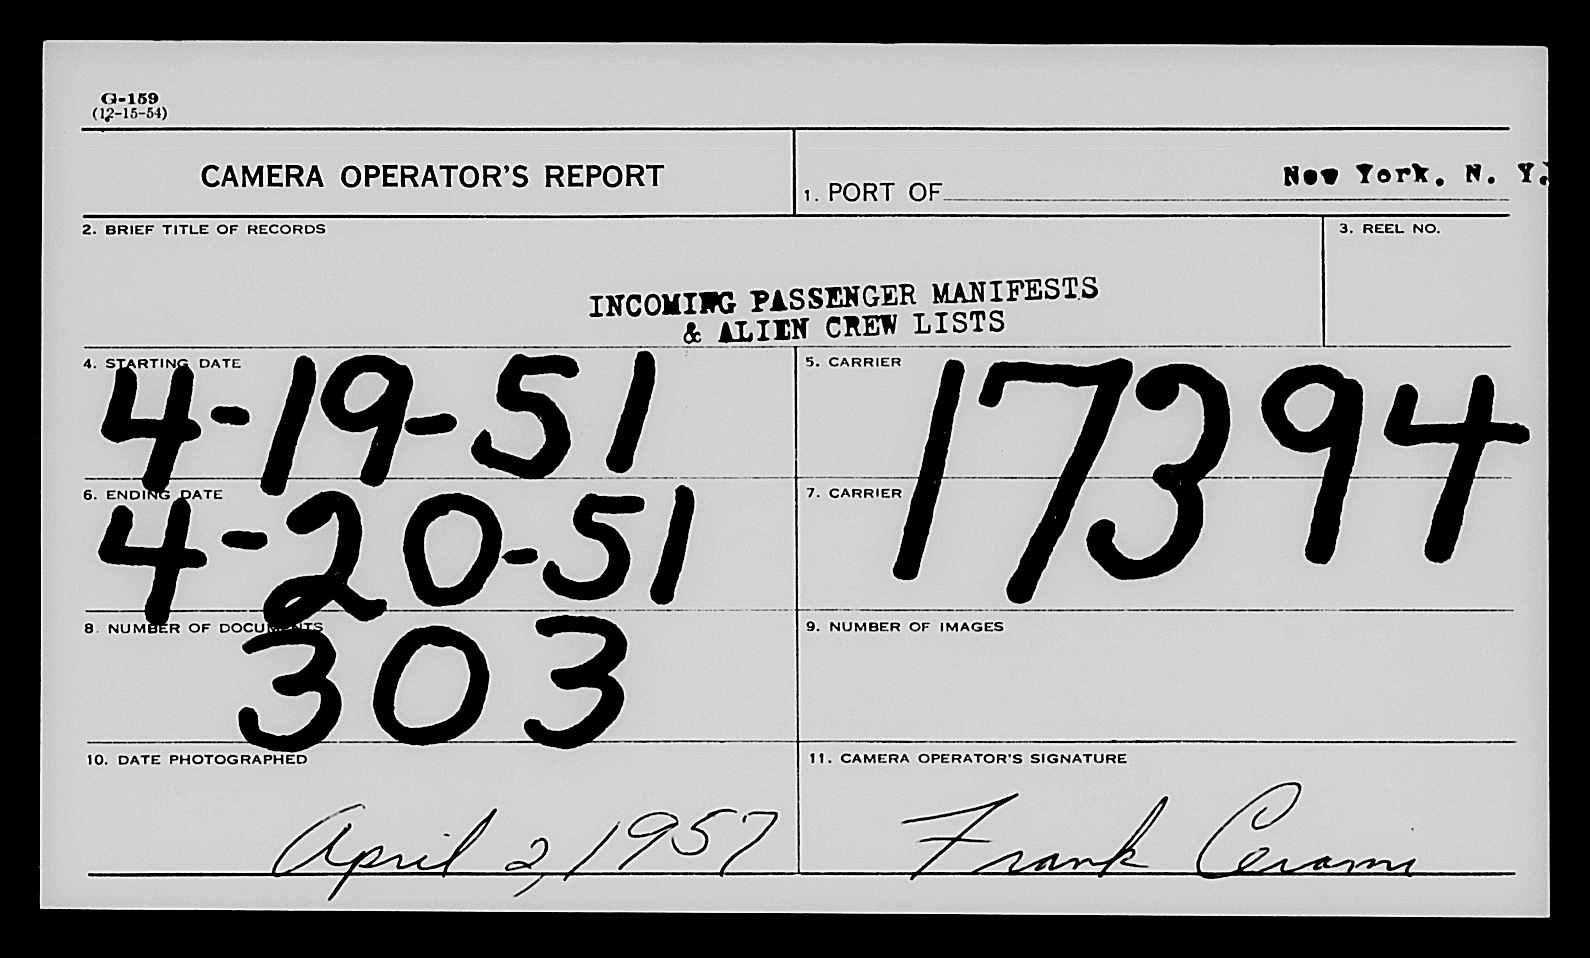 G-159
(12-15-54)
CAMERA OPERATOR'S REPORT
1. PORT OF New York, N. Y.
2. BRIEF TITLE OF RECORDS
3. REEL NO.
INCOMING PASSENGER MANIFESTS
& ALIEN CREW LISTS
4. STARTING DATE
4-19-51
5. CARRIER
17394
6. ENDING DATE
4-20-51
7. CARRIER
8. NUMBER OF DOCUMENTS
303
9. NUMBER OF IMAGES
10. DATE PHOTOGRAPHED
April 2, 1957
11. CAMERA OPERATOR'S SIGNATURE
Frank Cerami